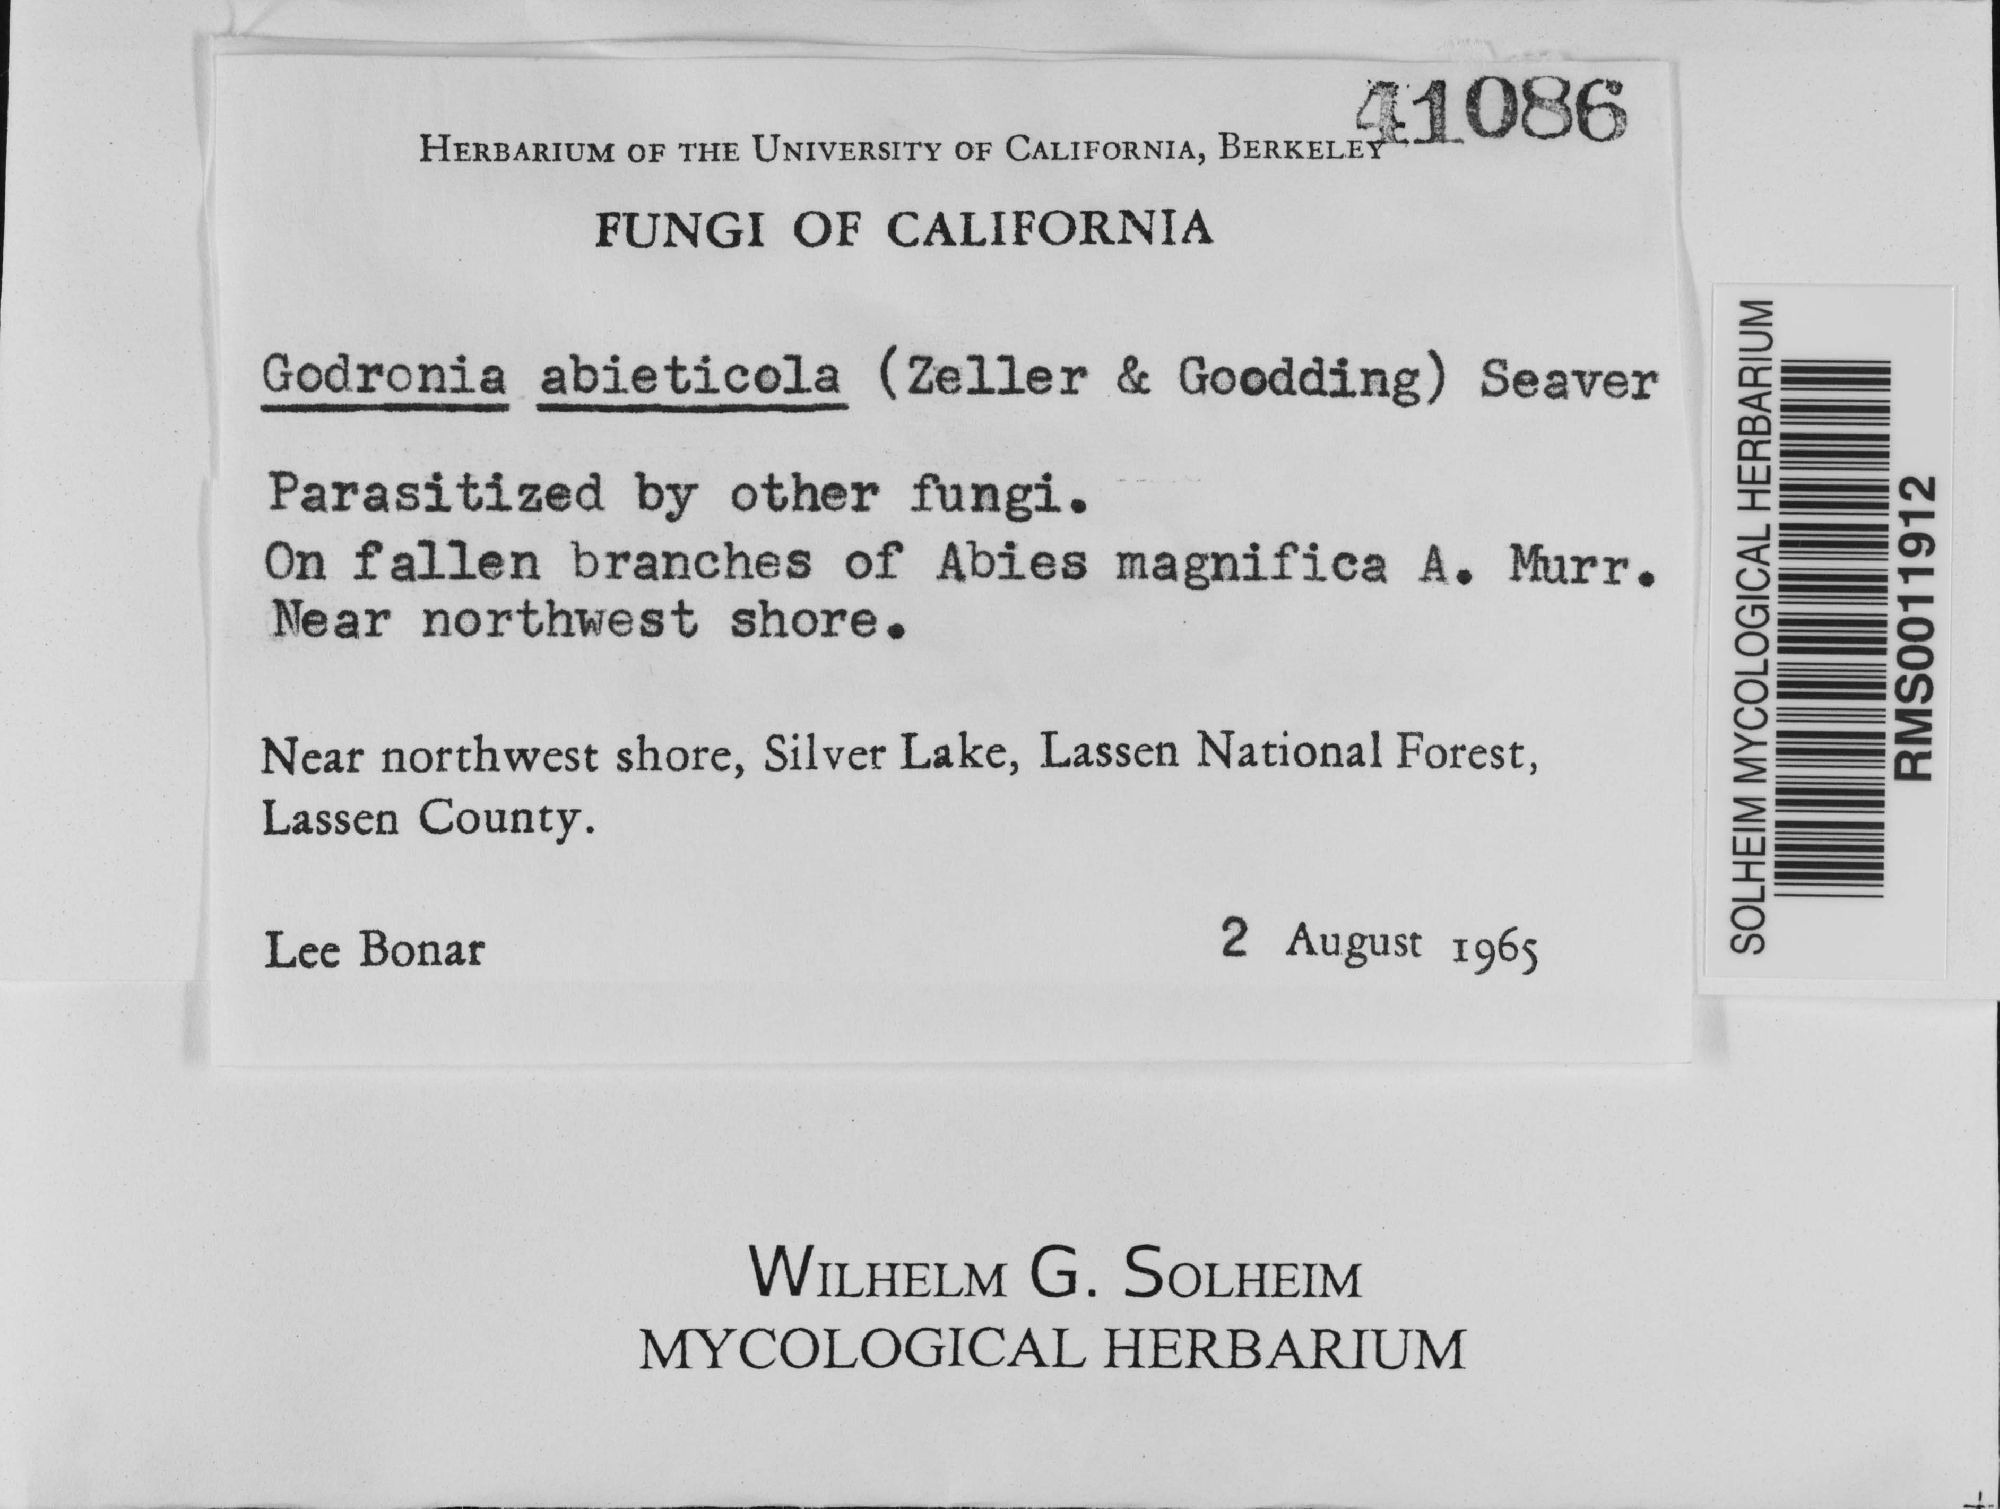 41086
HERBARIUM OF THE UNIVERSITY OF CALIFORNIA, BERKELEY
FUNGI OF CALIFORNIA
Godronia abieticola (Zeller & Goodding) Seaver
Parasitized by other fungi.
On fallen branches of Abies magnifica A. Murr.
Near northwest shore.
Near northwest shore, Silver Lake, Lassen National Forest,
Lassen County.
Lee Bonar 2 August 1965
SOLHEIM MYCOLOGICAL HERBARIUM
RMS0011912
WILHELM G. SOLHEIM
MYCOLOGICAL HERBARIUM